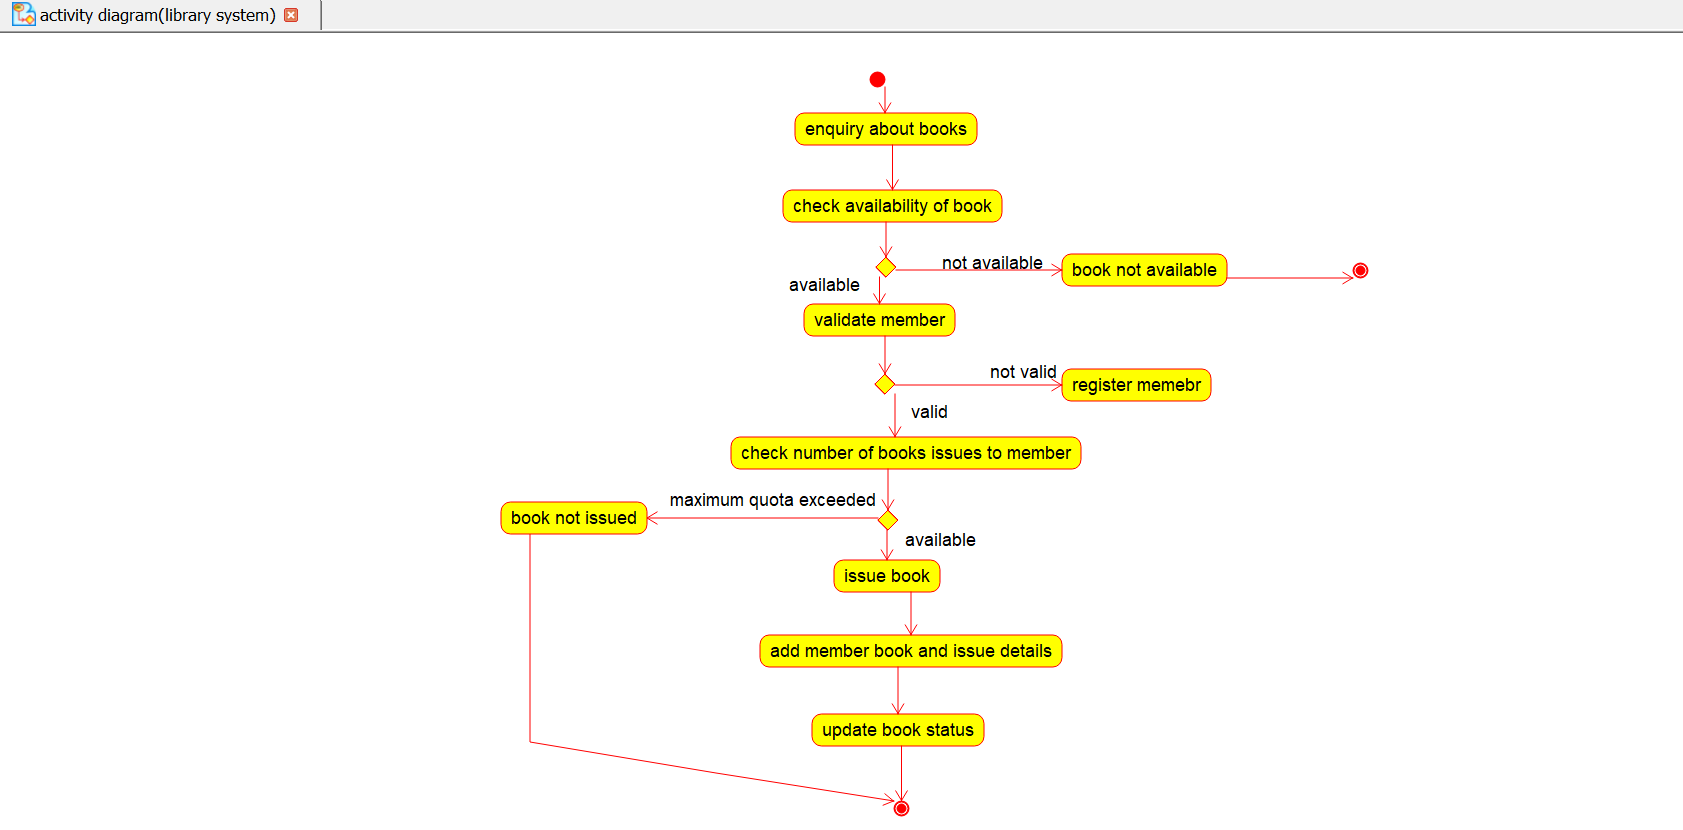 activity diagram(library system)
enquiry about books
check availability of book
not available
book not available
available
validate member
not valid
register memebr
valid
check number of books issues to member
maximum quota exceeded
book not issued
available
issue book
add member book and issue details
update book status